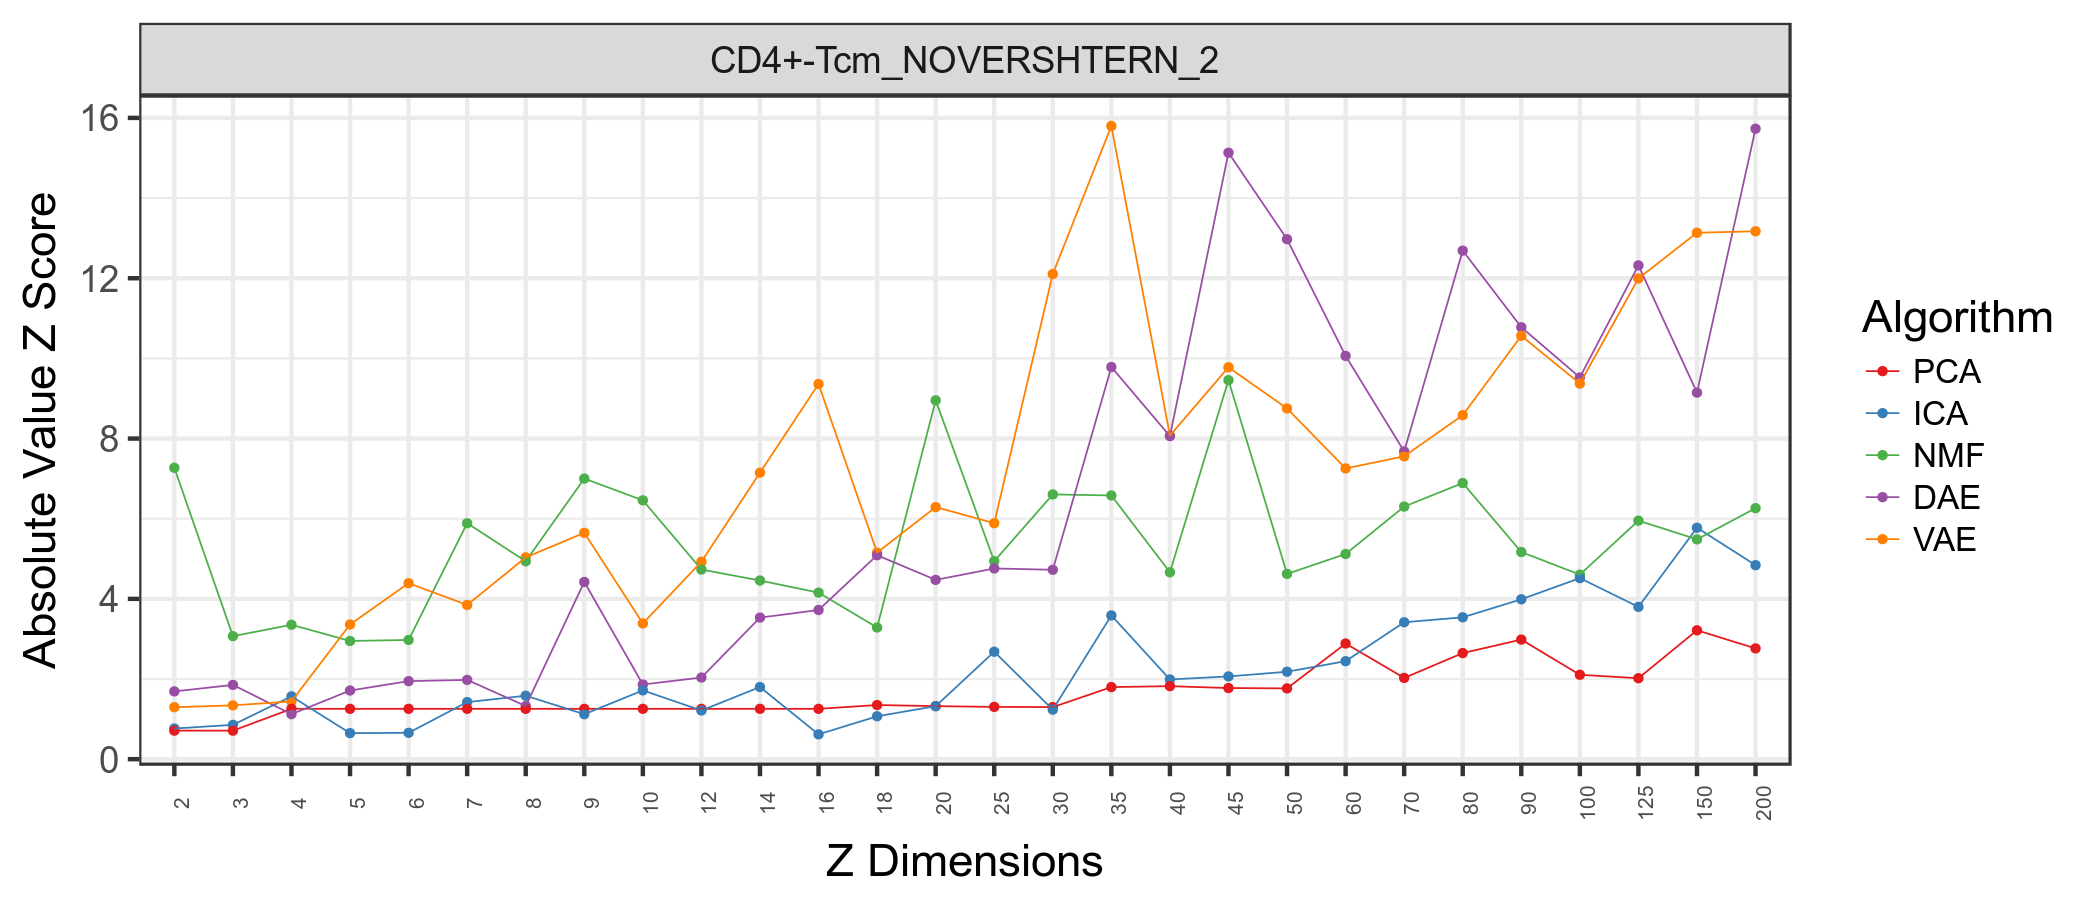 CD4+-Tcm_NOVERSHTERN_2
Absolute Value Z Score
16
12
8
4
0
2 3 4 5 6 7 8 9 10 12 14 16 18 20 25 30 35 40 45 50 60 70 80 90 100 125 150 200
Z Dimensions
Algorithm
PCA
ICA
NMF
DAE
VAE